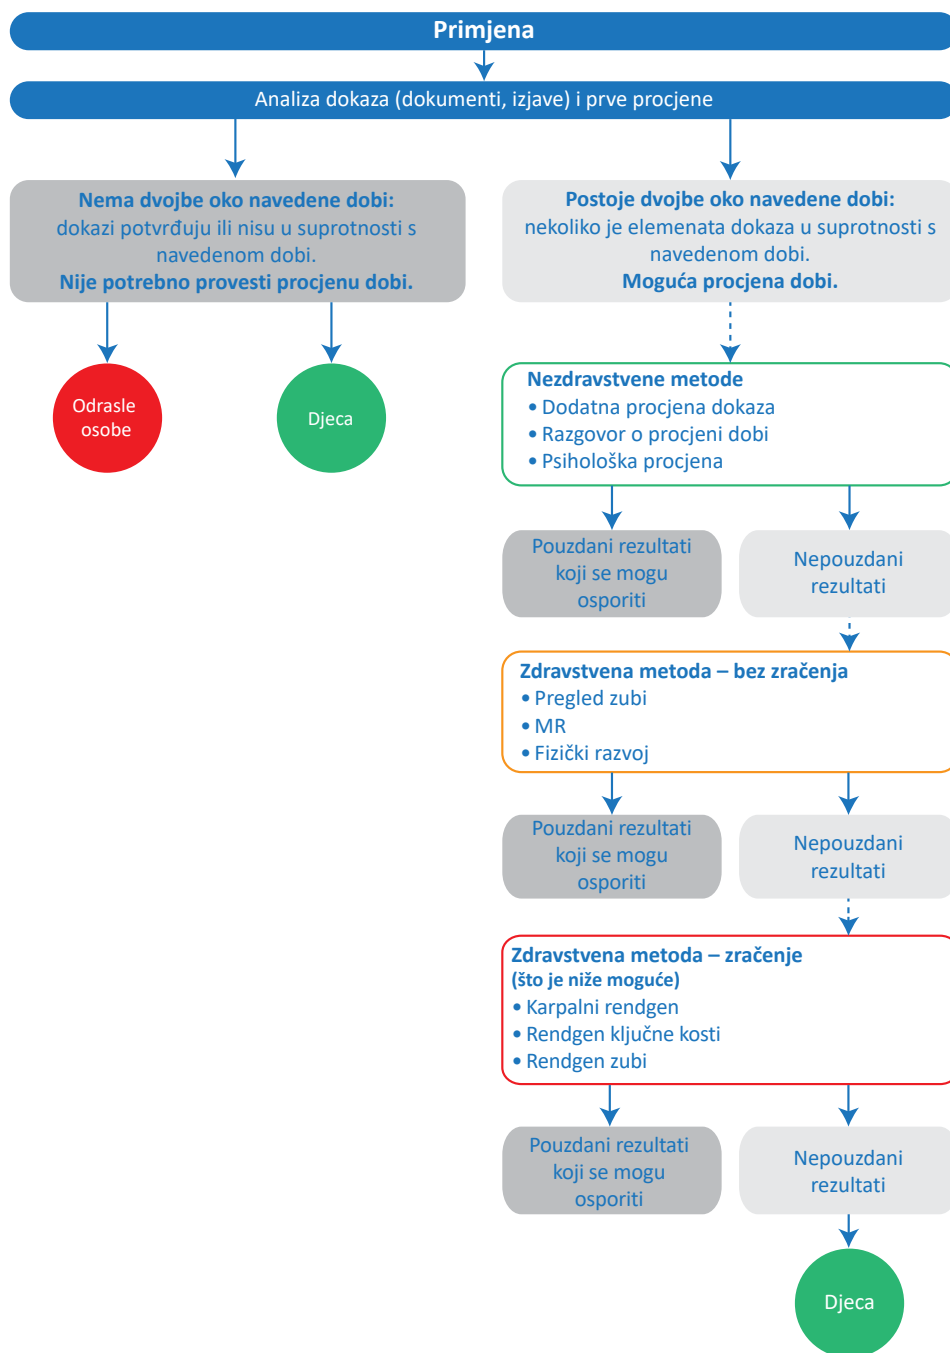 Primjena
Analiza dokaza (dokumenti, izjave) i prve procjene
Nema dvojbe oko navedene dobi:
dokazi potvrđuju ili nisu u suprotnosti s
navedenom dobi.
Nije potrebno provesti procjenu dobi.
Postoje dvojbe oko navedene dobi:
nekoliko je elemenata dokaza u suprotnosti s
navedenom dobi.
Moguća procjena dobi.
Odrasle
osobe
Djeca
Nezdravstvene metode
• Dodatna procjena dokaza
• Razgovor o procjeni dobi
• Psihološka procjena
Pouzdani rezultati
koji se mogu
osporiti
Nepouzdani
rezultati
Zdravstvena metoda – bez zračenja
• Pregled zubi
• MR
• Fizički razvoj
Pouzdani rezultati
koji se mogu
osporiti
Nepouzdani
rezultati
Zdravstvena metoda – zračenje
(što je niže moguće)
• Karpalni rendgen
• Rendgen ključne kosti
• Rendgen zubi
Pouzdani rezultati
koji se mogu
osporiti
Nepouzdani
rezultati
Djeca